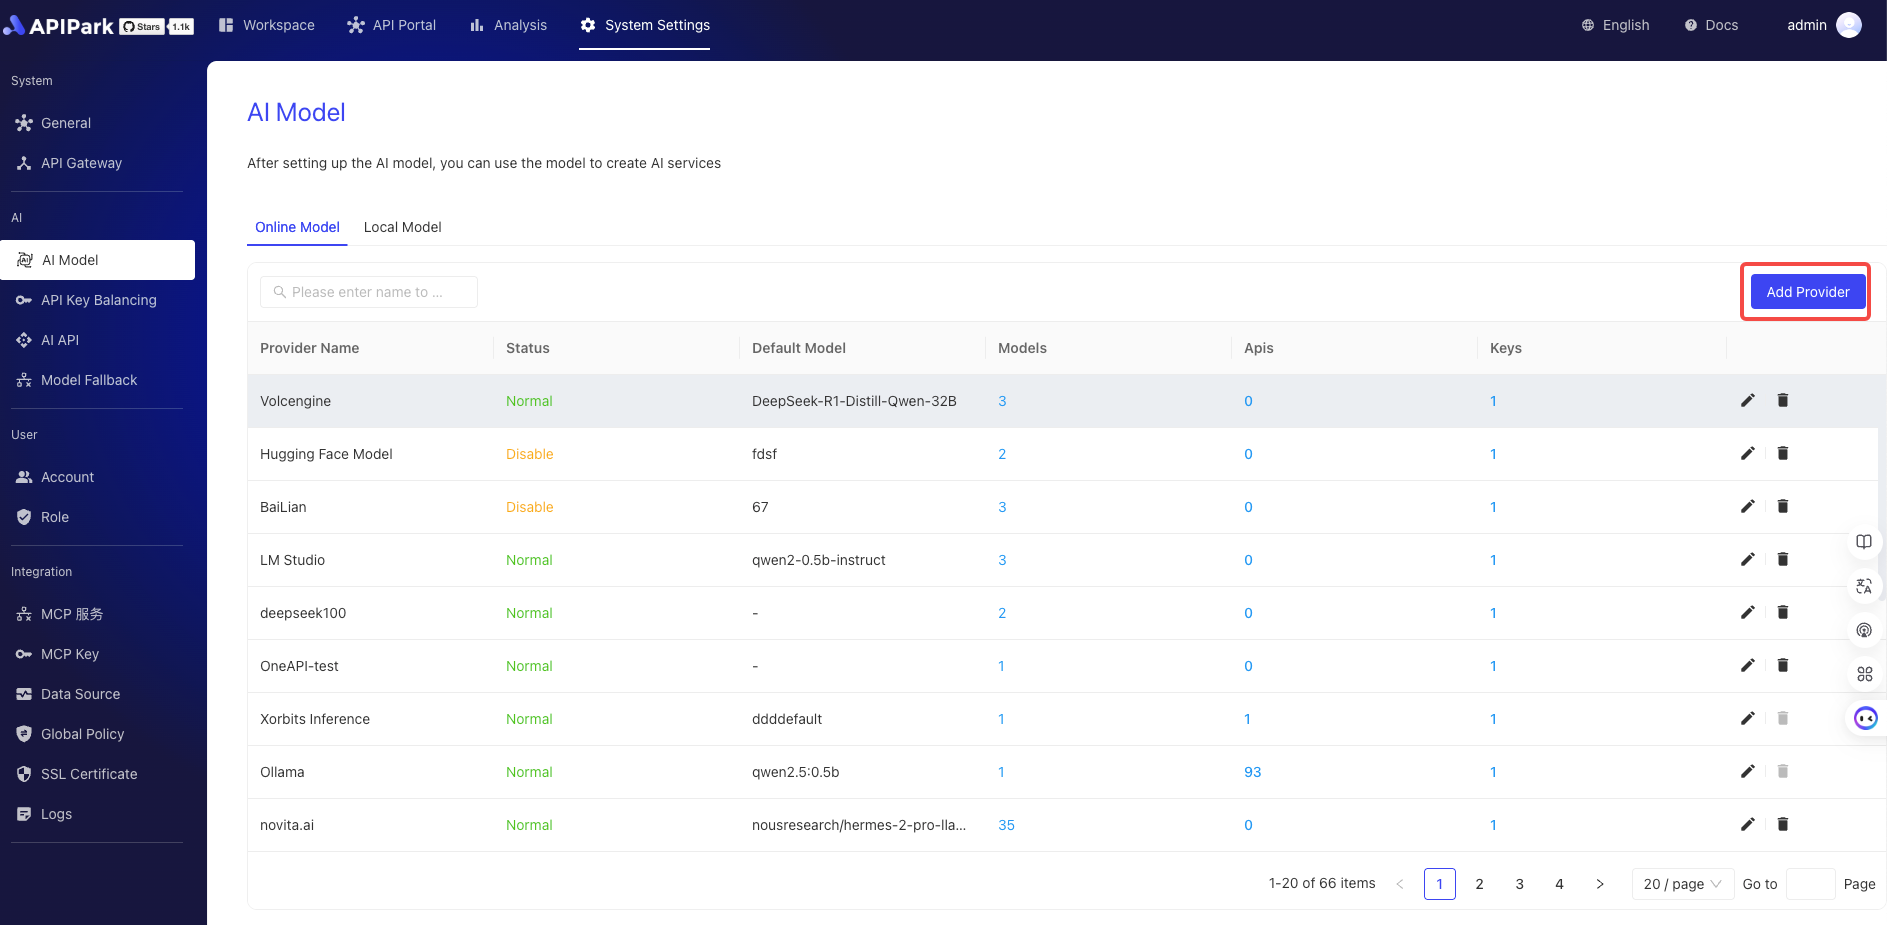 APIPark Stars 1.1k Workspace API Portal Analysis System Settings English Docs admin
System
General
API Gateway
AI
AI Model
API Key Balancing
AI API
Model Fallback
User
Account
Role
Integration
MCP 服务
MCP Key
Data Source
Global Policy
SSL Certificate
Logs
AI Model
After setting up the AI model, you can use the model to create AI services
Online Model Local Model
Please enter name to ... Add Provider
Provider Name Status Default Model Models Apis Keys
Volcengine Normal DeepSeek-R1-Distill-Qwen-32B 3 0 1
Hugging Face Model Disable fdsf 2 0 1
BaiLian Disable 67 3 0 1
LM Studio Normal qwen2-0.5b-instruct 3 0 1
deepseek100 Normal - 2 0 1
OneAPI-test Normal - 1 0 1
Xorbits Inference Normal ddddefault 1 1 1
Ollama Normal qwen2.5:0.5b 1 93 1
novita.ai Normal nousresearch/hermes-2-pro-lla... 35 0 1
1-20 of 66 items < 1 2 3 4 > 20 / page Go to Page